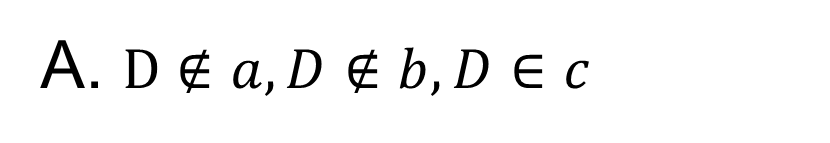 A. D ∉ a, D ∉ b, D ∈ c